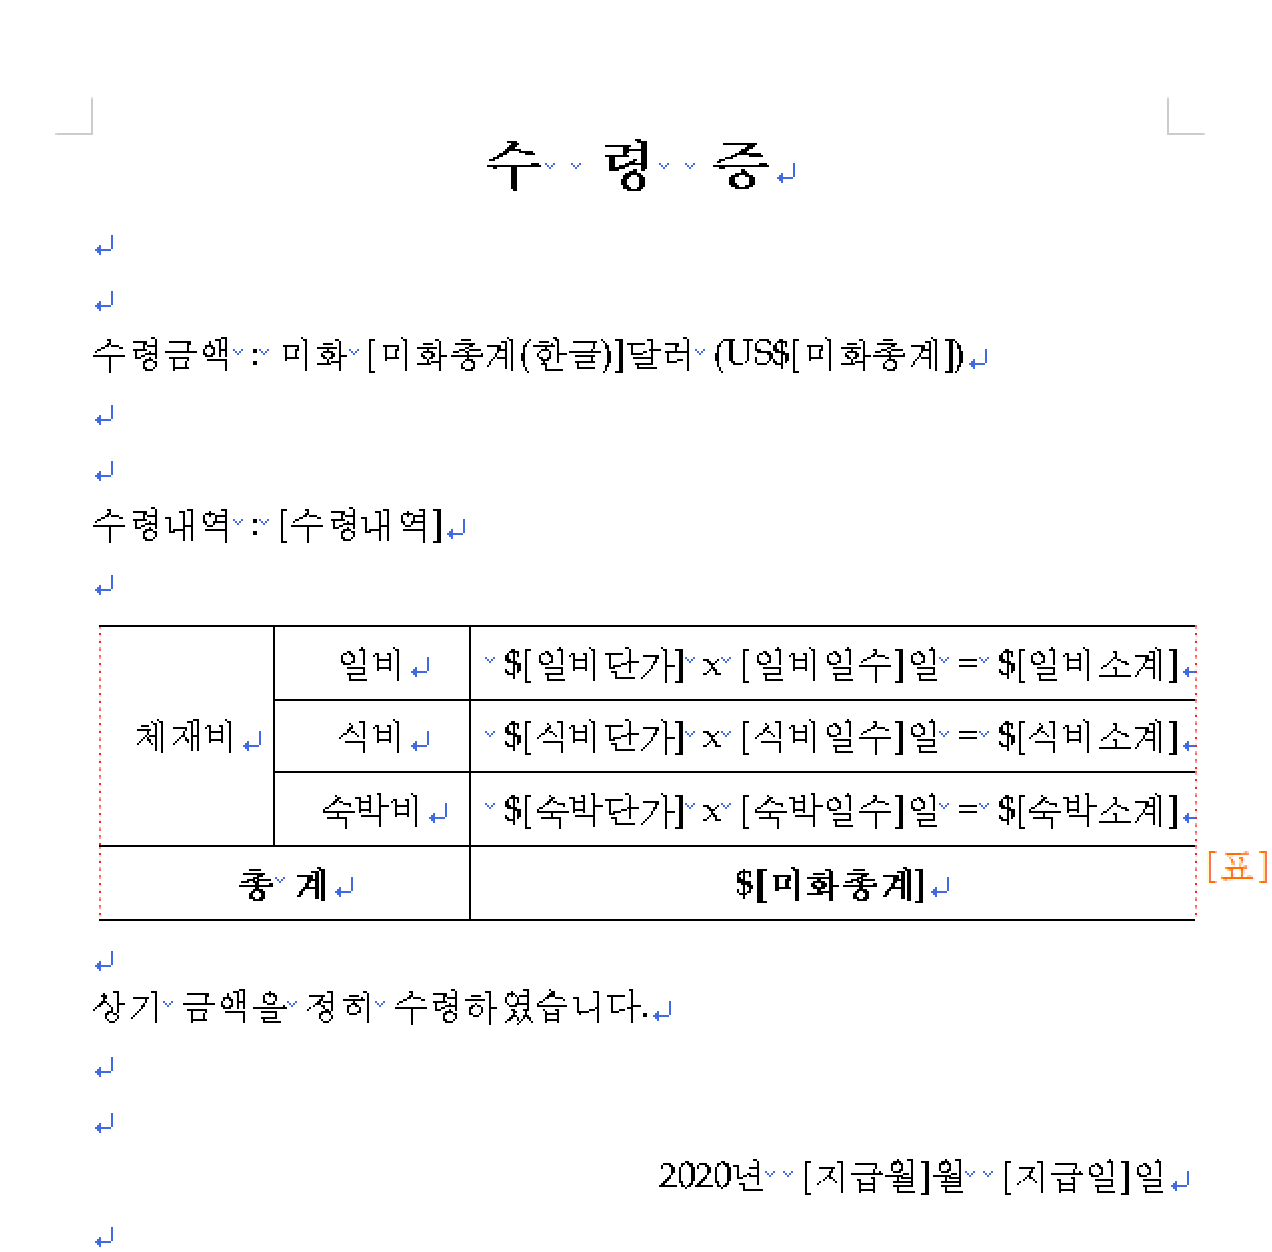 수 령 증
수령금액 : 미화 [미화총계(한글)]달러 (US$[미화총계])
수령내역 : [수령내역]
체재비 일비 $[일비단가] x [일비일수]일 = $[일비소계]
식비 $[식비단가] x [식비일수]일 = $[식비소계]
숙박비 $[숙박단가] x [숙박일수]일 = $[숙박소계]
총 계 $[미화총계]
[표]
상기 금액을 정히 수령하였습니다.
2020년 [지급월]월 [지급일]일